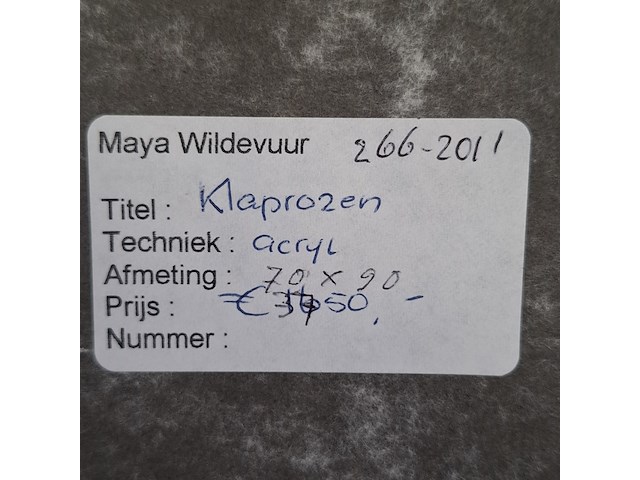 Maya Wildevuur 266-2011
Titel : Klaprozen
Techniek : acryl
Afmeting : 70 x 90
Prijs :
Nummer :